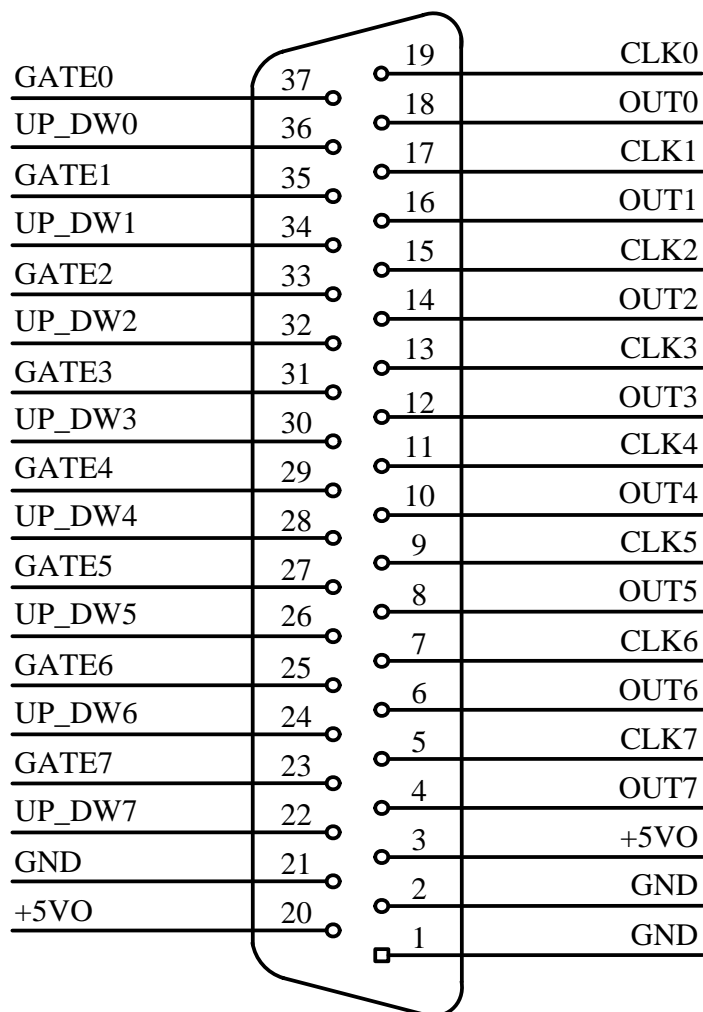 19 CLK0
GATE0 37
18 OUT0
UP_DW0 36
17 CLK1
GATE1 35
16 OUT1
UP_DW1 34
15 CLK2
GATE2 33
14 OUT2
UP_DW2 32
13 CLK3
GATE3 31
12 OUT3
UP_DW3 30
11 CLK4
GATE4 29
10 OUT4
UP_DW4 28
9 CLK5
GATE5 27
8 OUT5
UP_DW5 26
7 CLK6
GATE6 25
6 OUT6
UP_DW6 24
5 CLK7
GATE7 23
4 OUT7
UP_DW7 22
3 +5VO
GND 21
2 GND
+5VO 20
1 GND